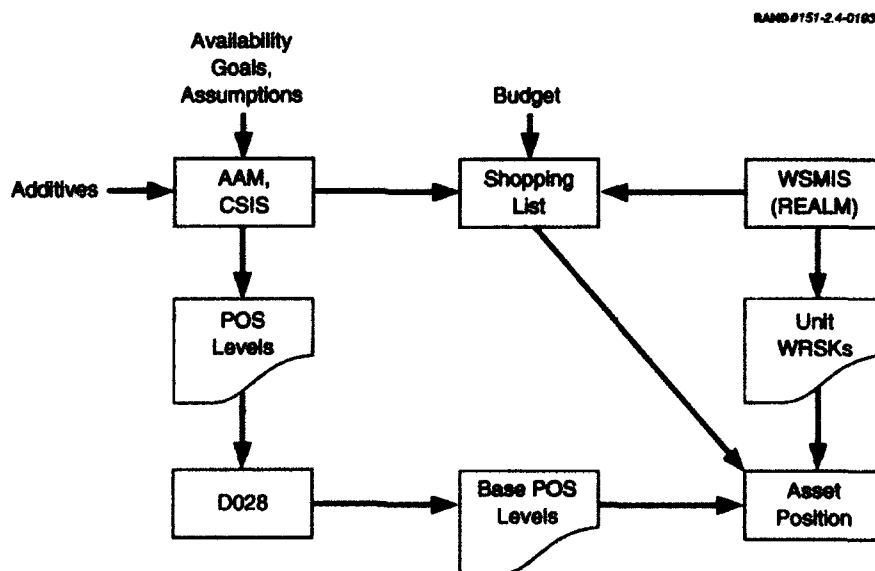 RAND#151-2.4-0193
Availability
Goals,
Assumptions
Budget
Additives
AAM,
CSIS
Shopping
List
WSMIS
(REALM)
POS
Levels
Unit
WRSKs
D028
Base POS
Levels
Asset
Position